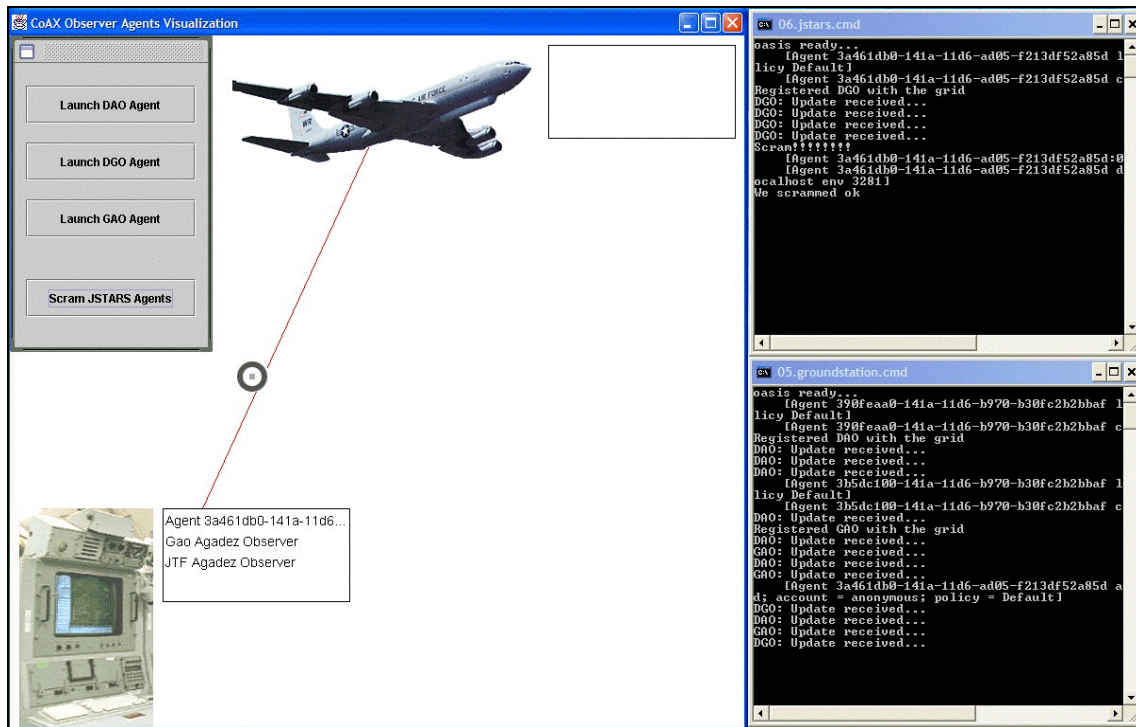 CoAX Observer Agents Visualization
Launch DAO Agent
Launch DGO Agent
Launch GAO Agent
Scram JSTARS Agents
AIR FORCE
WR
Agent 3a461db0-141a-11d6...
Gao Agadez Observer
JTF Agadez Observer
06.jstars.cmd
oasis ready...
[Agent 3a461db0-141a-11d6-ad05-f213df52a85d l
licy Default]
[Agent 3a461db0-141a-11d6-ad05-f213df52a85d c
Registered DGO with the grid
DGO: Update received...
DGO: Update received...
DGO: Update received...
DGO: Update received...
Scram!!!!!!!!
[Agent 3a461db0-141a-11d6-ad05-f213df52a85d:0
[Agent 3a461db0-141a-11d6-ad05-f213df52a85d d
ocalhost env 3281]
We scrammed ok
05.groundstation.cmd
oasis ready...
[Agent 390feaa0-141a-11d6-b970-b30fc2b2bbaf l
licy Default]
[Agent 390feaa0-141a-11d6-b970-b30fc2b2bbaf c
Registered DAO with the grid
DAO: Update received...
DAO: Update received...
DAO: Update received...
[Agent 3b5dc100-141a-11d6-b970-b30fc2b2bbaf l
licy Default]
[Agent 3b5dc100-141a-11d6-b970-b30fc2b2bbaf c
DAO: Update received...
Registered GAO with the grid
DAO: Update received...
GAO: Update received...
DAO: Update received...
GAO: Update received...
[Agent 3a461db0-141a-11d6-ad05-f213df52a85d a
d; account = anonymous; policy = Default]
DGO: Update received...
DAO: Update received...
GAO: Update received...
DGO: Update received...